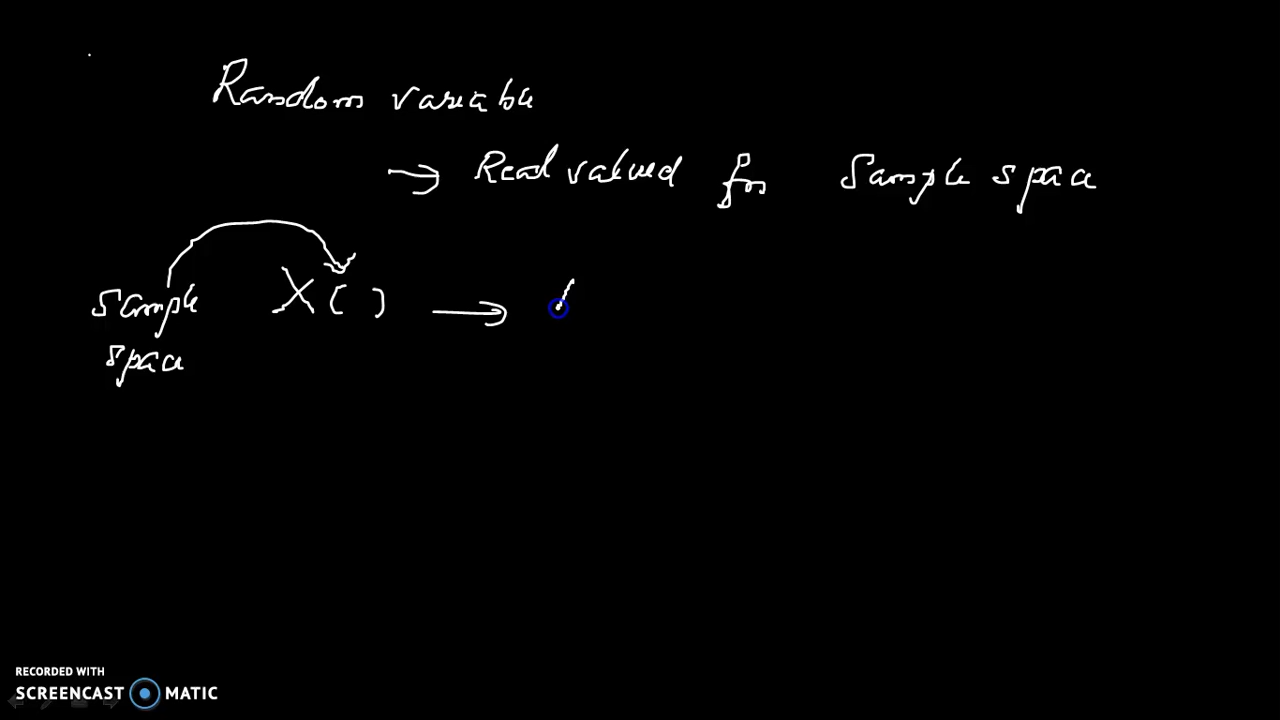 Random variable
→ Real valued fn Sample space
Sample X( ) →
space
RECORDED WITH
SCREENCAST MATIC